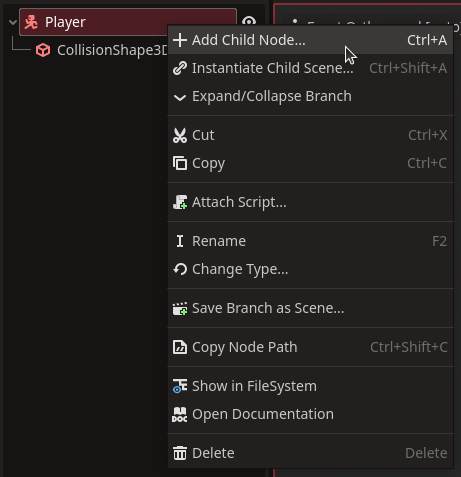 Player
CollisionShape3D
Add Child Node... Ctrl+A
Instantiate Child Scene... Ctrl+Shift+A
Expand/Collapse Branch
Cut Ctrl+X
Copy Ctrl+C
Attach Script...
Rename F2
Change Type...
Save Branch as Scene...
Copy Node Path Ctrl+Shift+C
Show in FileSystem
Open Documentation
Delete Delete